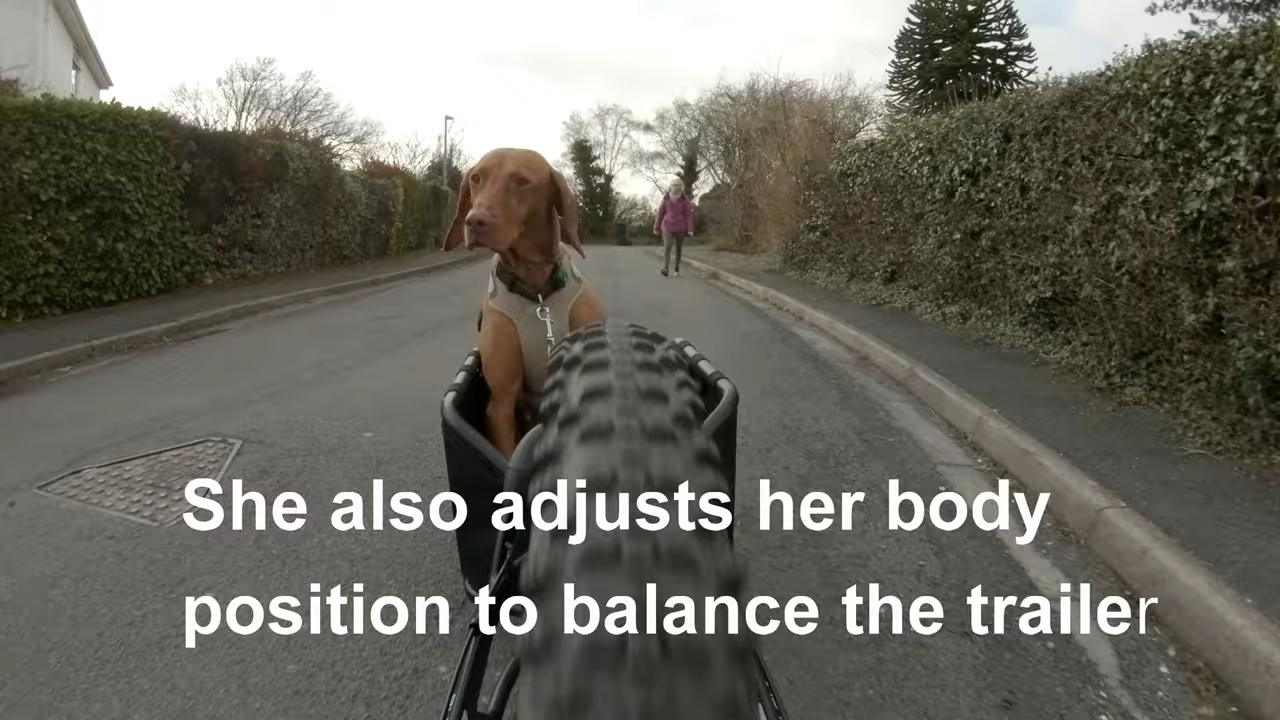 She also adjusts her body
position to balance the trailer